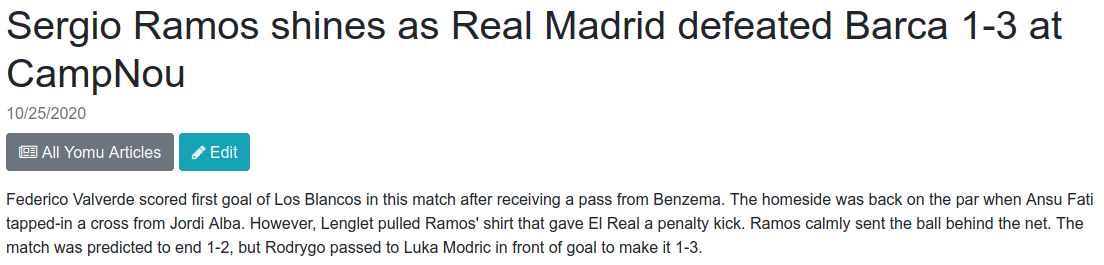 Sergio Ramos shines as Real Madrid defeated Barca 1-3 at
CampNou
10/25/2020
All Yomu Articles
Edit
Federico Valverde scored first goal of Los Blancos in this match after receiving a pass from Benzema. The homeside was back on the par when Ansu Fati
tapped-in a cross from Jordi Alba. However, Lenglet pulled Ramos' shirt that gave El Real a penalty kick. Ramos calmly sent the ball behind the net. The
match was predicted to end 1-2, but Rodrygo passed to Luka Modric in front of goal to make it 1-3.